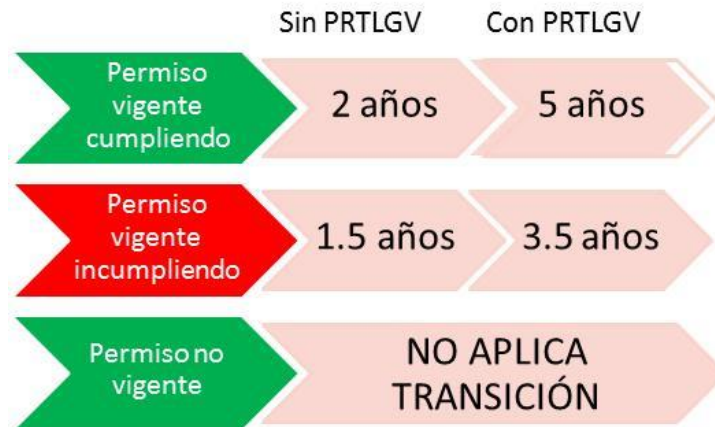 Sin PRTLGV Con PRTLGV
Permiso
vigente
cumpliendo
2 años
5 años
Permiso
vigente
incumpliendo
1.5 años
3.5 años
Permiso no
vigente
NO APLICA
TRANSICIÓN